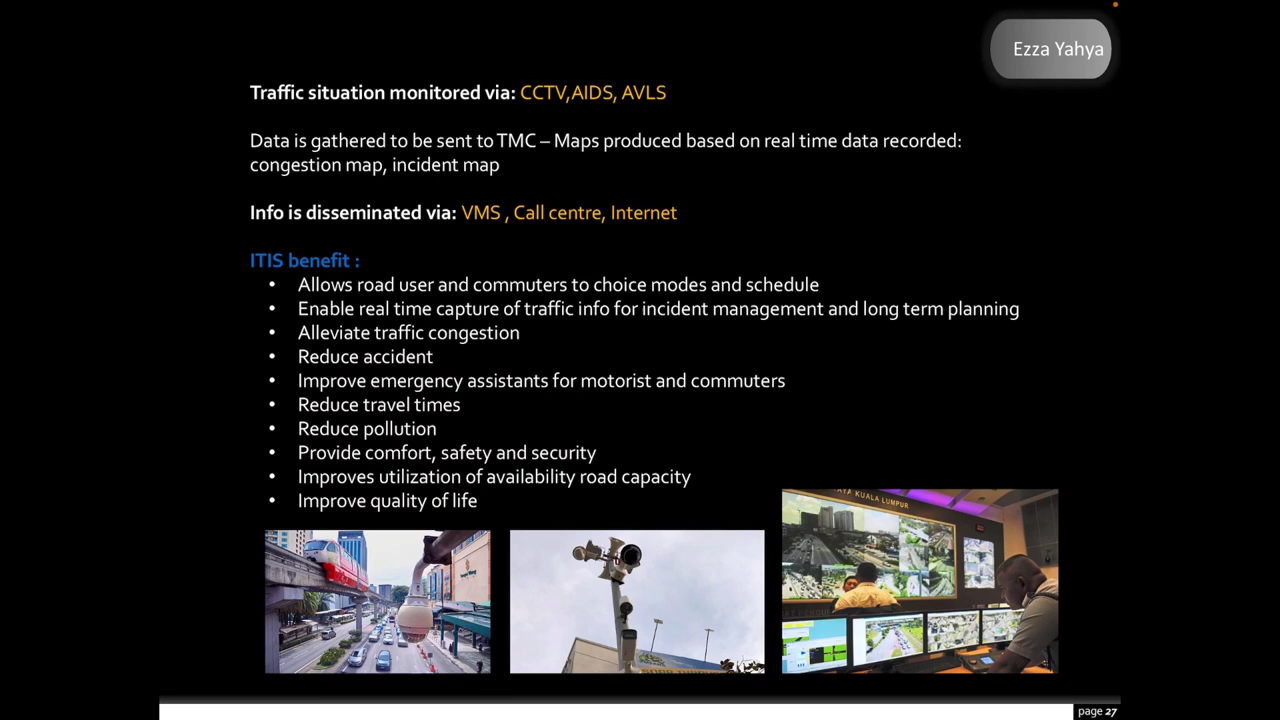 Ezza Yahya
Traffic situation monitored via: CCTV,AIDS, AVLS
Data is gathered to be sent to TMC – Maps produced based on real time data recorded:
congestion map, incident map
Info is disseminated via: VMS , Call centre, Internet
ITIS benefit :
• Allows road user and commuters to choice modes and schedule
• Enable real time capture of traffic info for incident management and long term planning
• Alleviate traffic congestion
• Reduce accident
• Improve emergency assistants for motorist and commuters
• Reduce travel times
• Reduce pollution
• Provide comfort, safety and security
• Improves utilization of availability road capacity
• Improve quality of life
KUALA LUMPUR
page 27